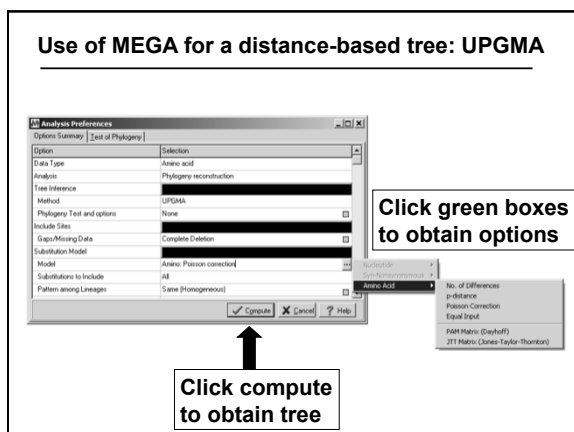 Use of MEGA for a distance-based tree: UPGMA
Analysis Preferences
Options Summary Test of Phylogeny
Option Selection
Data Type Amino acid
Analysis Phylogeny reconstruction
Tree Inference
Method UPGMA
Phylogeny Test and options None
Include Sites
Gaps/Missing Data Complete Deletion
Substitution Model
Model Amino: Poisson correction
Substitutions to Include All
Pattern among Lineages Same (Homogeneous)
Compute Cancel ? Help
Click green boxes
to obtain options
Nucleotide
Syn-Nonsynonymous
Amino Acid
No. of Differences
p-distance
Poisson Correction
Equal Input
PAM Matrix (Dayhoff)
JTT Matrix (Jones-Taylor-Thornton)
Click compute
to obtain tree